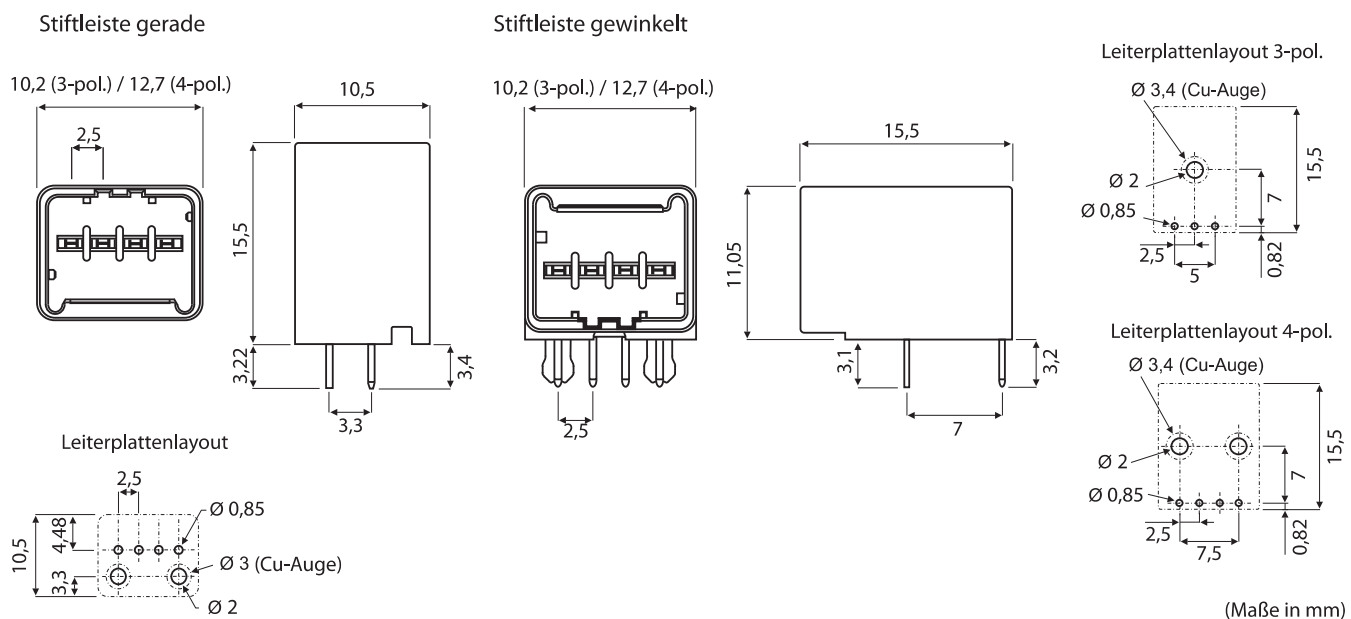 Stiftleiste gerade
10,2 (3-pol.) / 12,7 (4-pol.)
2,5
10,5
15,5
3,22
3,4
3,3
Leiterplattenlayout
2,5
Ø 0,85
10,5
4,48
3,3
Ø 3 (Cu-Auge)
Ø 2
Stiftleiste gewinkelt
10,2 (3-pol.) / 12,7 (4-pol.)
2,5
15,5
11,05
3,1
3,2
7
Leiterplattenlayout 3-pol.
Ø 3,4 (Cu-Auge)
Ø 2
Ø 0,85
15,5
7
0,82
2,5
5
Leiterplattenlayout 4-pol.
Ø 3,4 (Cu-Auge)
Ø 2
Ø 0,85
15,5
7
0,82
2,5
7,5
(Maße in mm)